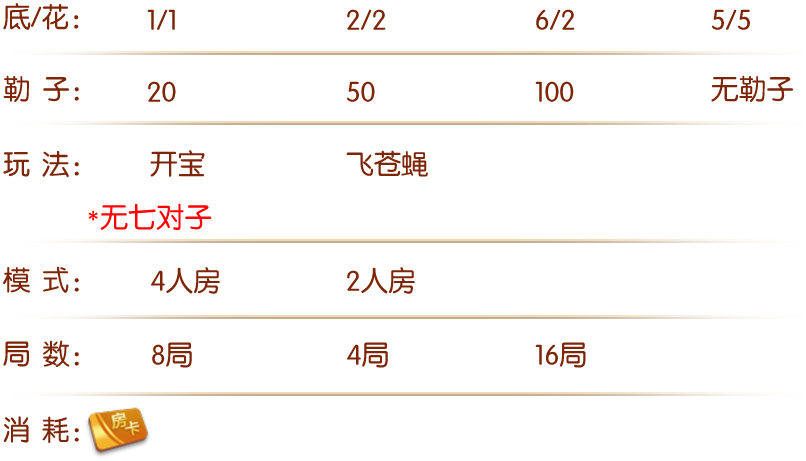 底/花: 1/1 2/2 6/2 5/5
勒 子: 20 50 100 无勒子
玩 法: 开宝 飞苍蝇
*无七对子
模 式: 4人房 2人房
局 数: 8局 4局 16局
消 耗: 房卡